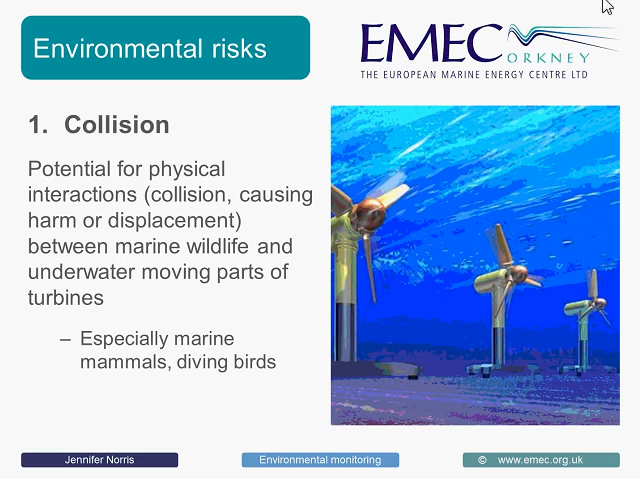 Environmental risks
EMEC
ORKNEY
THE EUROPEAN MARINE ENERGY CENTRE LTD
1. Collision
Potential for physical
interactions (collision, causing
harm or displacement)
between marine wildlife and
underwater moving parts of
turbines
– Especially marine
mammals, diving birds
Jennifer Norris
Environmental monitoring
© www.emec.org.uk